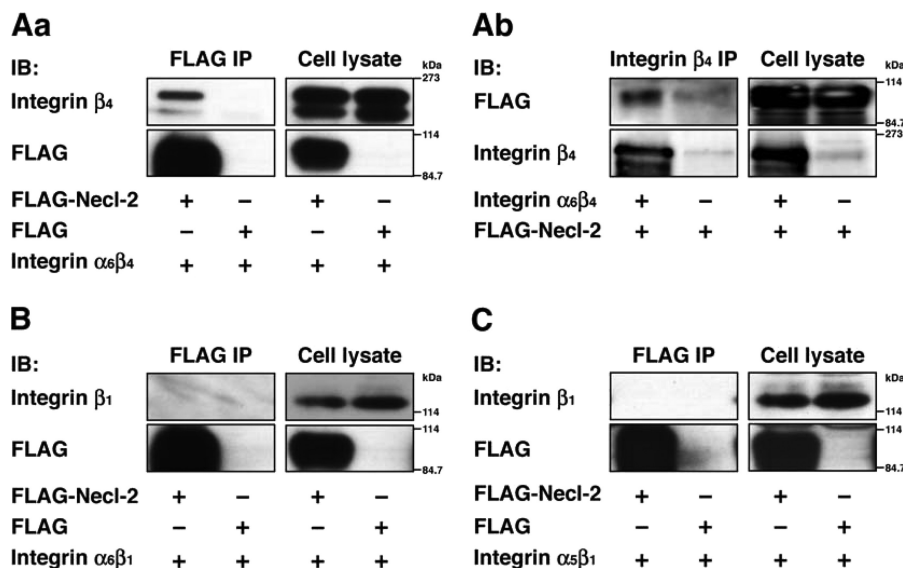 Aa
FLAG IP Cell lysate
IB: kDa
273
Integrin β4
114
FLAG
84.7
FLAG-Necl-2 + − + −
FLAG − + − +
Integrin α6β4 + + + +
Ab
Integrin β4 IP Cell lysate
IB: kDa
114
FLAG
84.7
273
Integrin β4
Integrin α6β4 + − + −
FLAG-Necl-2 + + + +
B
FLAG IP Cell lysate
IB: kDa
Integrin β1
114
114
FLAG
84.7
FLAG-Necl-2 + − + −
FLAG − + − +
Integrin α6β1 + + + +
C
FLAG IP Cell lysate
IB: kDa
Integrin β1
114
114
FLAG
84.7
FLAG-Necl-2 + − + −
FLAG − + − +
Integrin α5β1 + + + +